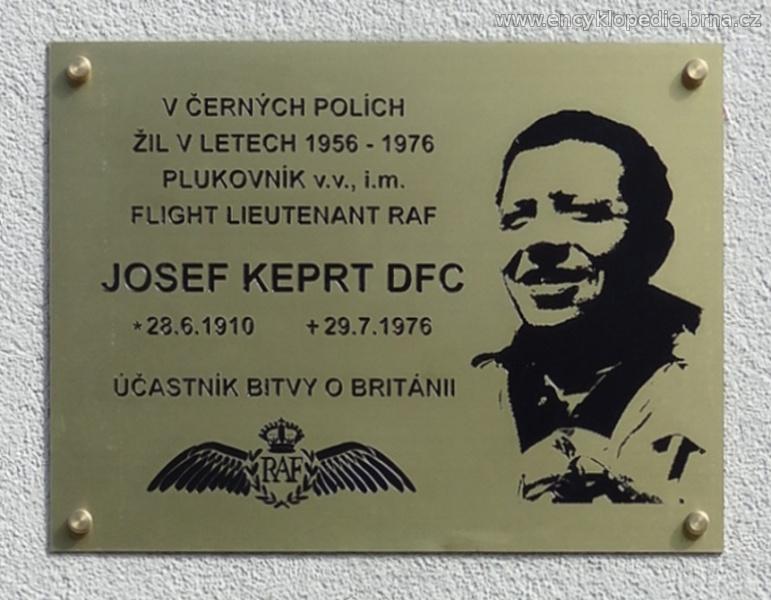 www.encyklopedie.brna.cz
V ČERNÝCH POLÍCH
ŽIL V LETECH 1956 - 1976
PLUKOVNÍK v.v., i.m.
FLIGHT LIEUTENANT RAF
JOSEF KEPRT DFC
*28.6.1910 +29.7.1976
ÚČASTNÍK BITVY O BRITÁNII
RAF